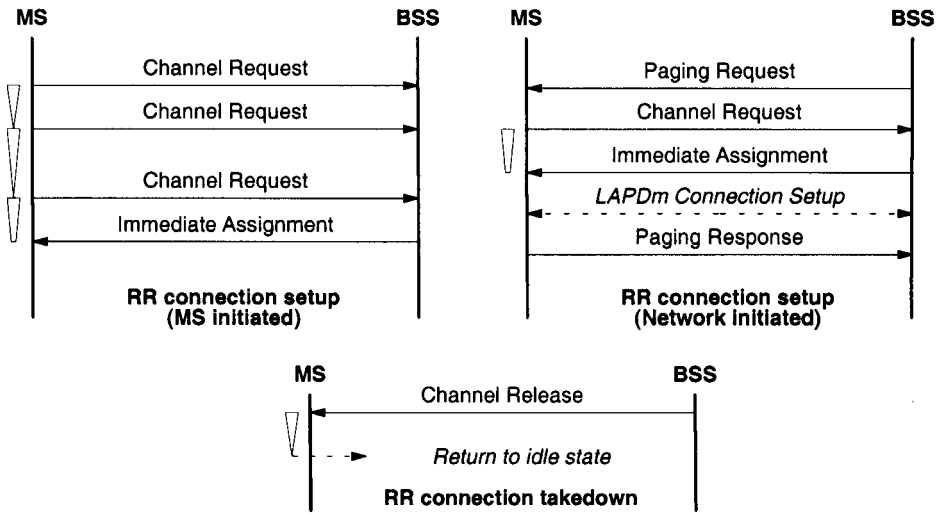 MS
BSS
Channel Request
Channel Request
Channel Request
Immediate Assignment
RR connection setup
(MS initiated)
MS
BSS
Paging Request
Channel Request
Immediate Assignment
LAPDm Connection Setup
Paging Response
RR connection setup
(Network initiated)
MS
BSS
Channel Release
Return to idle state
RR connection takedown